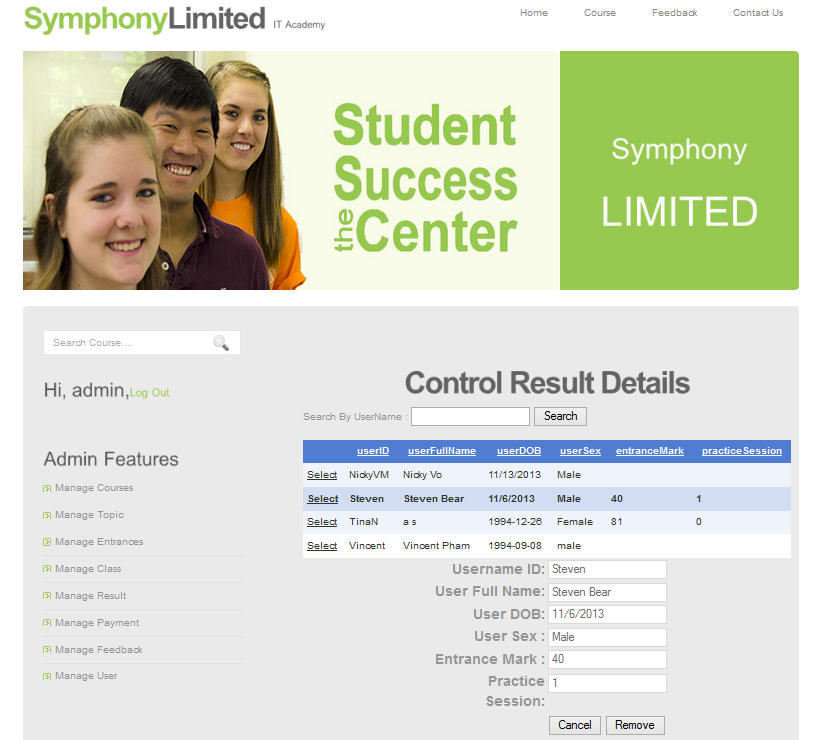 SymphonyLimited IT Academy
Home Course Feedback Contact Us
Student
Success
the Center
Symphony
LIMITED
Search Course....
Hi, admin,Log Out
Admin Features
Manage Courses
Manage Topic
Manage Entrances
Manage Class
Manage Result
Manage Payment
Manage Feedback
Manage User
Control Result Details
Search By UserName : Search
userID userFullName userDOB userSex entranceMark practiceSession
Select NickyVM Nicky Vo 11/13/2013 Male
Select Steven Steven Bear 11/6/2013 Male 40 1
Select TinaN a s 1994-12-26 Female 81 0
Select Vincent Vincent Pham 1994-09-08 male
Username ID: Steven
User Full Name: Steven Bear
User DOB: 11/6/2013
User Sex : Male
Entrance Mark : 40
Practice 1
Session:
Cancel Remove